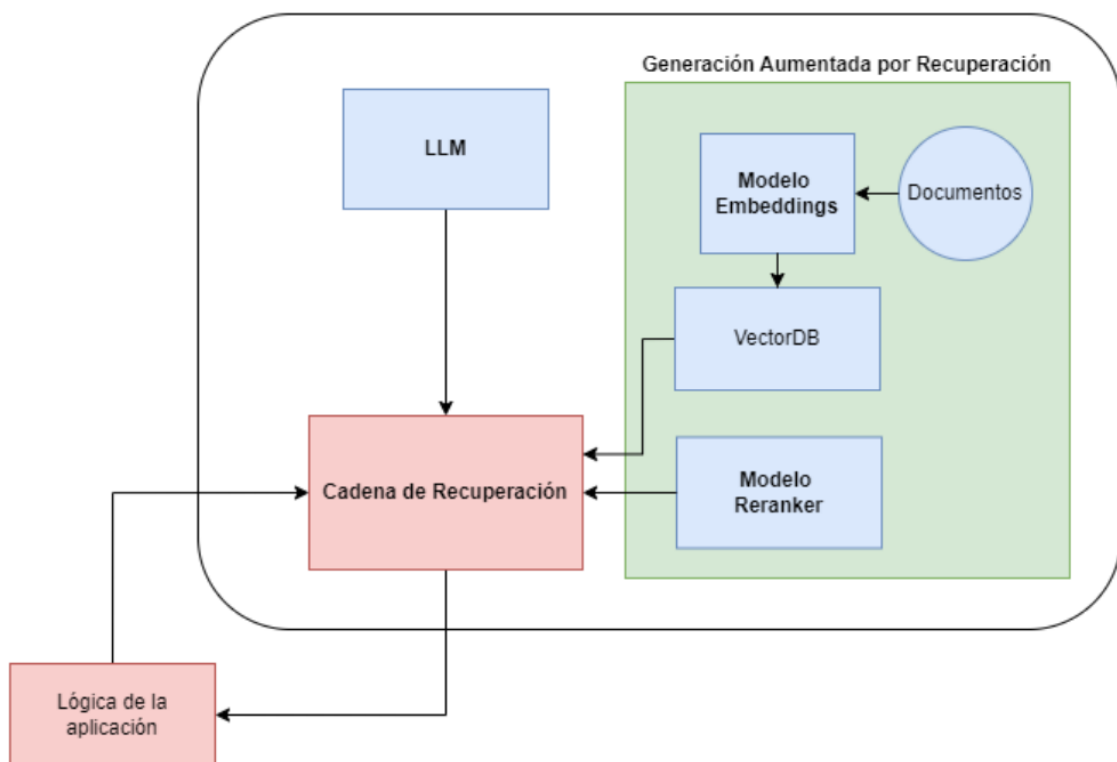 Generación Aumentada por Recuperación
LLM
Modelo
Embeddings
Documentos
VectorDB
Cadena de Recuperación
Modelo
Reranker
Lógica de la
aplicación